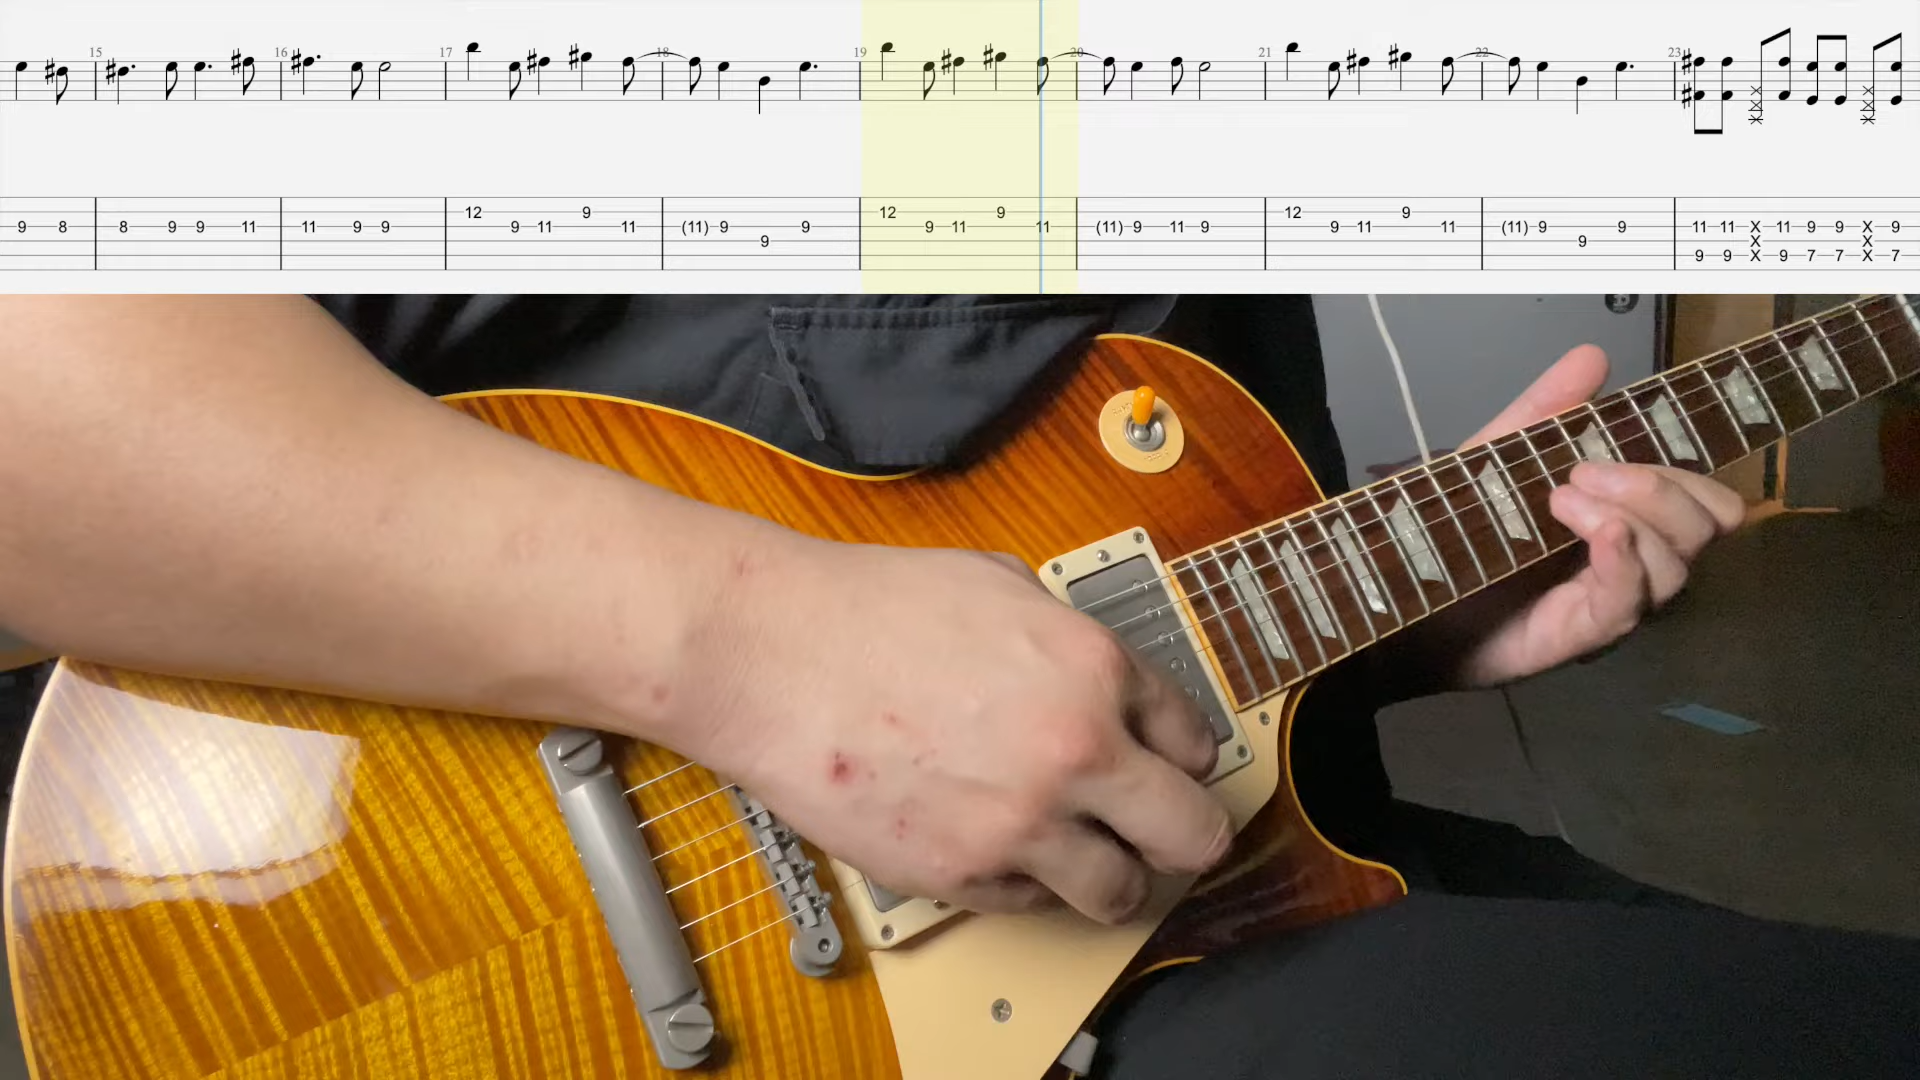 15 16 17 18 19 20 21 22 23
12 9 12 9 12 9
9 8 8 9 9 11 11 9 9 9 11 11 (11) 9 9 9 11 11 (11) 9 11 9 9 11 11 (11) 9 9 11 11 X 11 9 9 X 9
9 9 X X
9 9 X 9 7 7 X 7